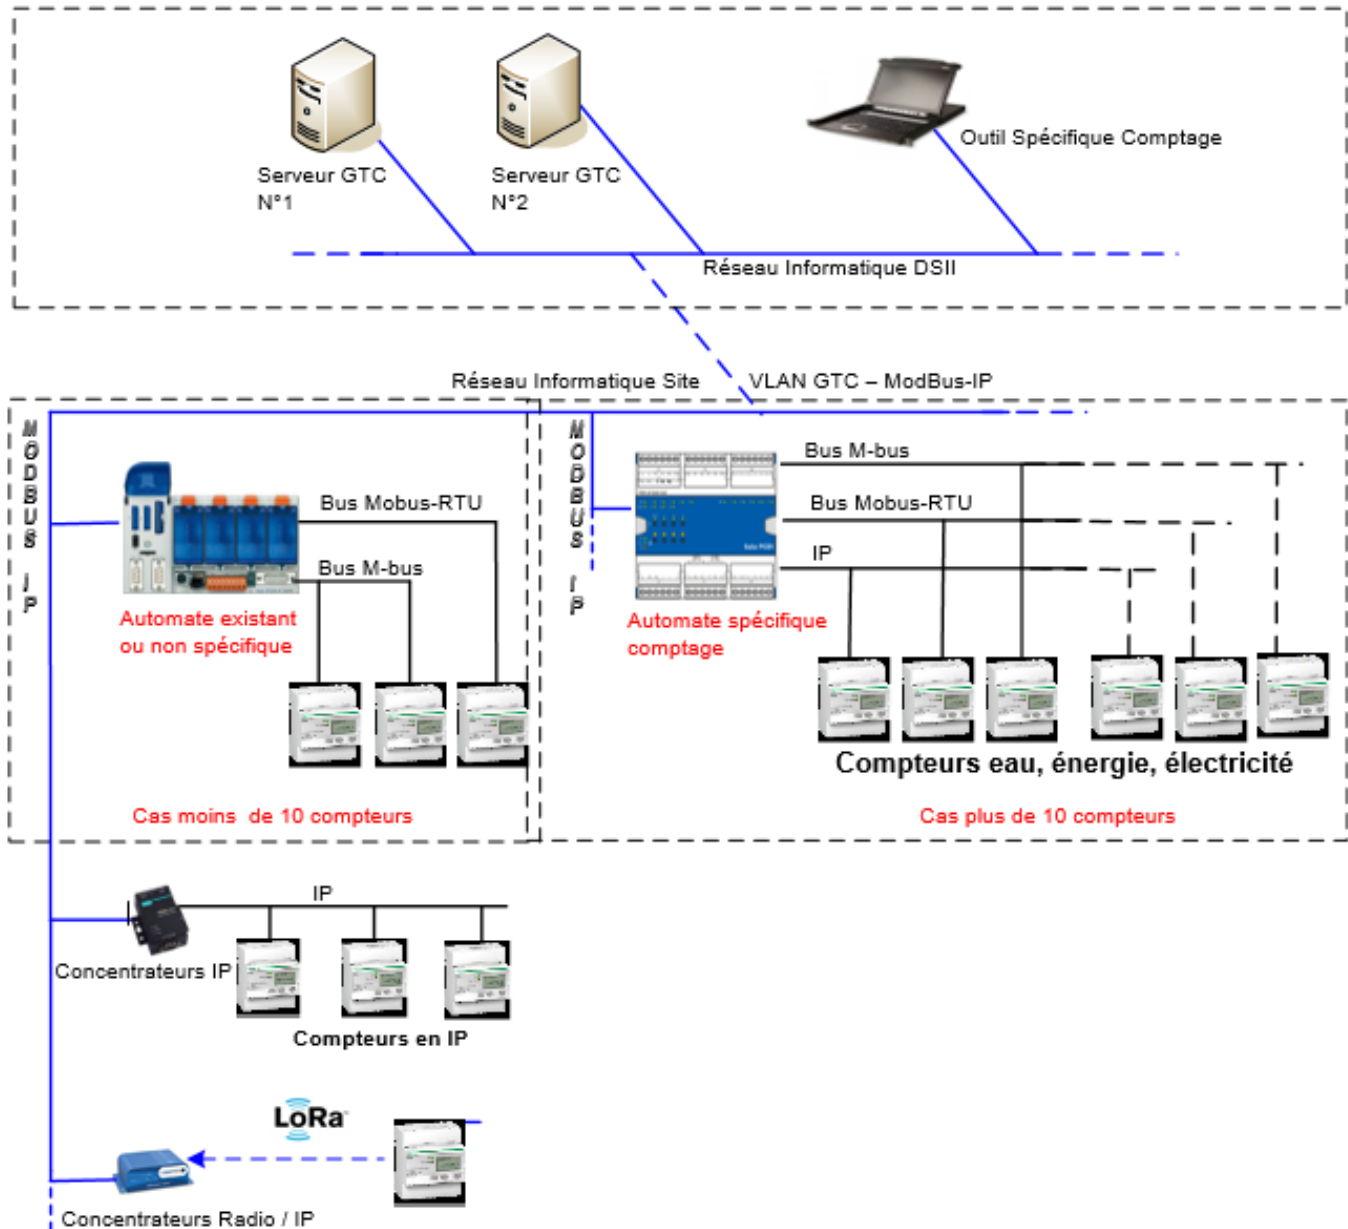 Serveur GTC
N°1
Serveur GTC
N°2
Outil Spécifique Comptage
Réseau Informatique DSII
Réseau Informatique Site
VLAN GTC – ModBus-IP
MODBUS IP
Bus Mobus-RTU
Bus M-bus
Automate existant
ou non spécifique
Cas moins de 10 compteurs
MODBUS IP
Bus M-bus
Bus Mobus-RTU
IP
Automate spécifique
comptage
Compteurs eau, énergie, électricité
Cas plus de 10 compteurs
IP
Concentrateurs IP
Compteurs en IP
LoRa
Concentrateurs Radio / IP